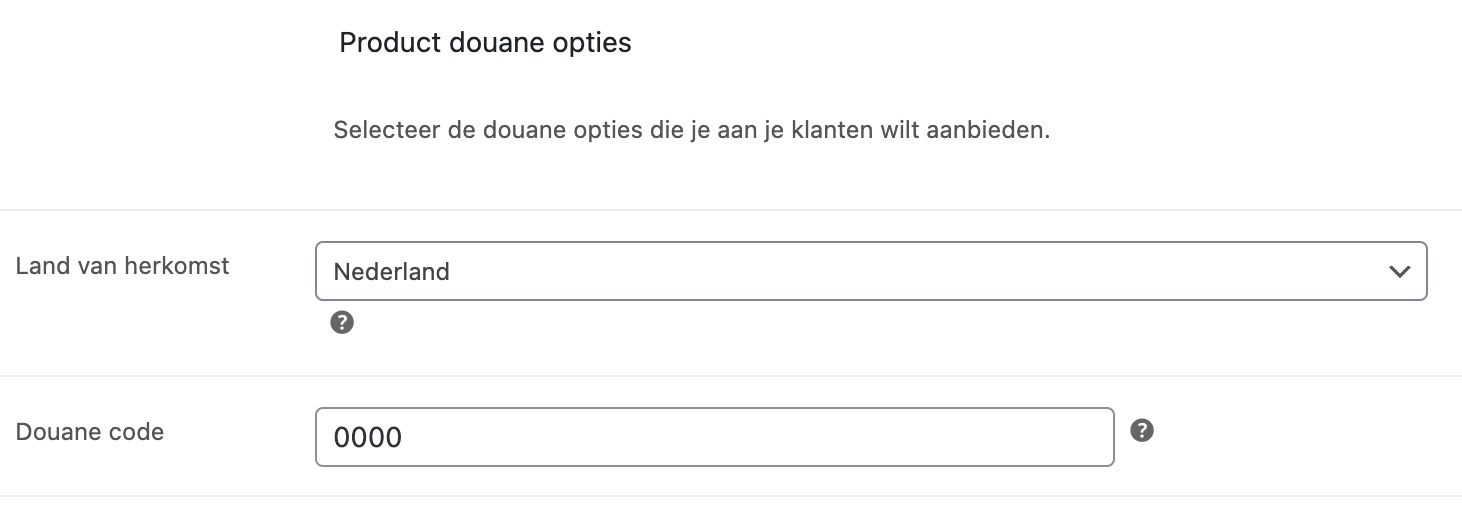 Product douane opties
Selecteer de douane opties die je aan je klanten wilt aanbieden.
Land van herkomst
Nederland
?
Douane code
0000
?